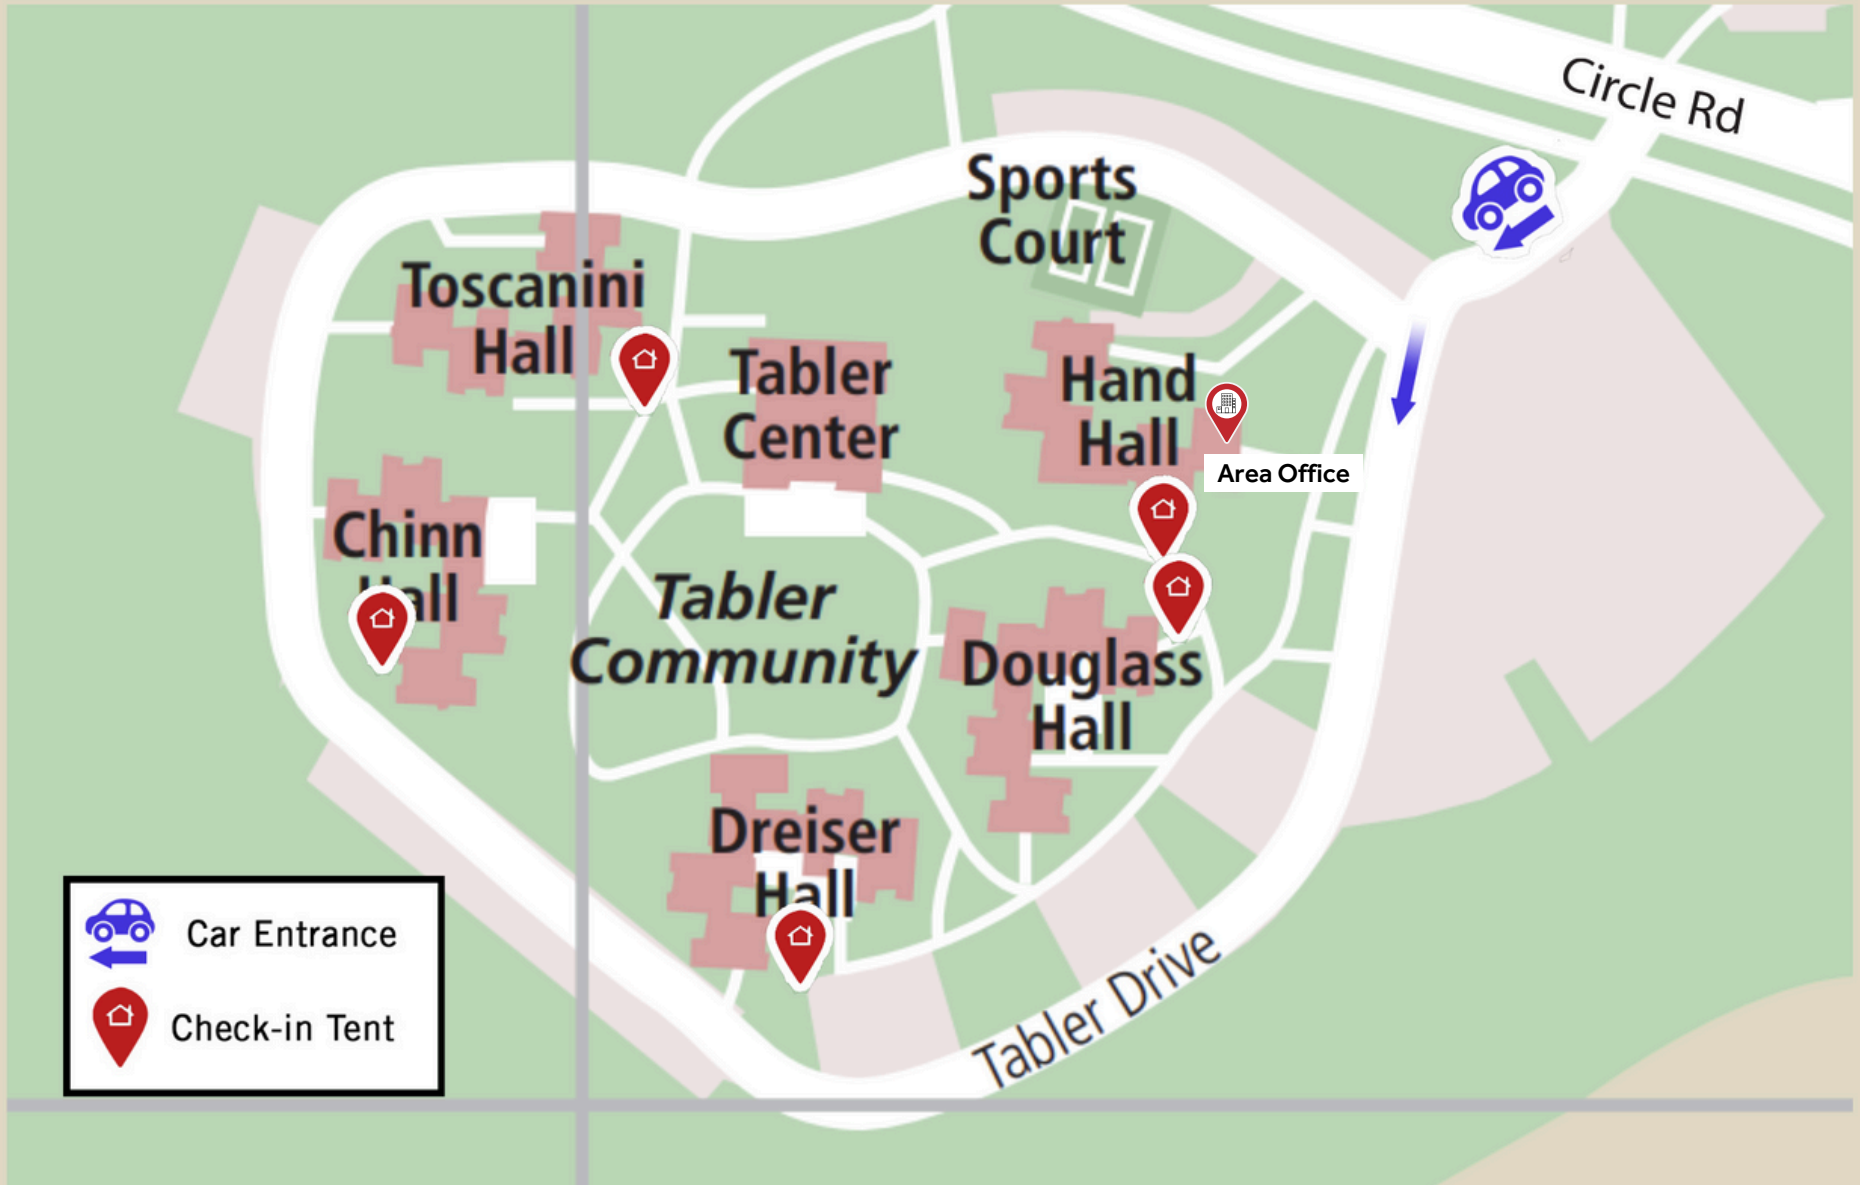 Circle Rd
Sports
Court
Toscanini
Hall
Tabler
Center
Hand
Hall
Area Office
Chinn
Hall
Tabler
Community
Douglass
Hall
Dreiser
Hall
Tabler Drive
Car Entrance
Check-in Tent